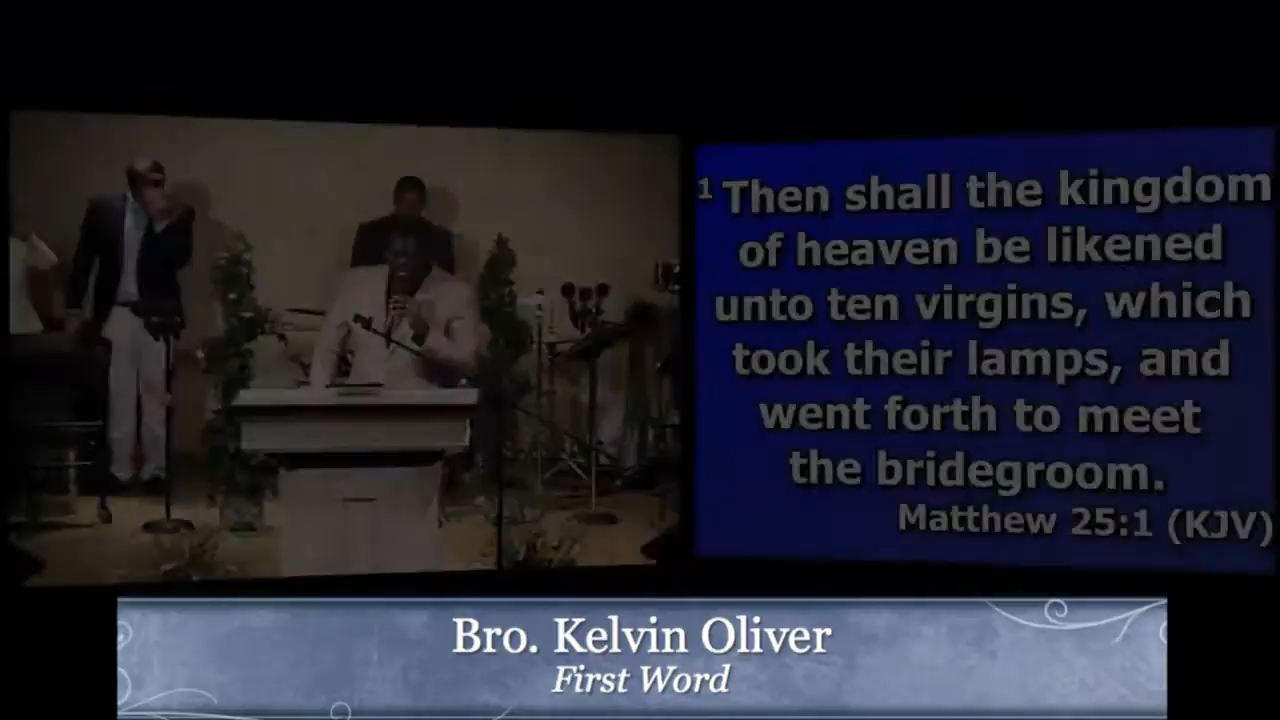 1 Then shall the kingdom
of heaven be likened
unto ten virgins, which
took their lamps, and
went forth to meet
the bridegroom.
Matthew 25:1 (KJV)
Bro. Kelvin Oliver
First Word